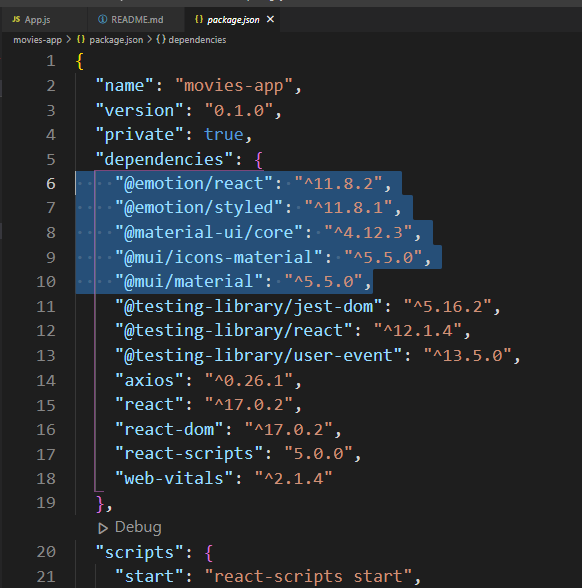 JS App.js README.md {} package.json ×
movies-app > {} package.json > {} dependencies
1 {
2 "name": "movies-app",
3 "version": "0.1.0",
4 "private": true,
5 "dependencies": {
6 "@emotion/react": "^11.8.2",
7 "@emotion/styled": "^11.8.1",
8 "@material-ui/core": "^4.12.3",
9 "@mui/icons-material": "^5.5.0",
10 "@mui/material": "^5.5.0",
11 "@testing-library/jest-dom": "^5.16.2",
12 "@testing-library/react": "^12.1.4",
13 "@testing-library/user-event": "^13.5.0",
14 "axios": "^0.26.1",
15 "react": "^17.0.2",
16 "react-dom": "^17.0.2",
17 "react-scripts": "5.0.0",
18 "web-vitals": "^2.1.4"
19 },
Debug
20 "scripts": {
21 "start": "react-scripts start",